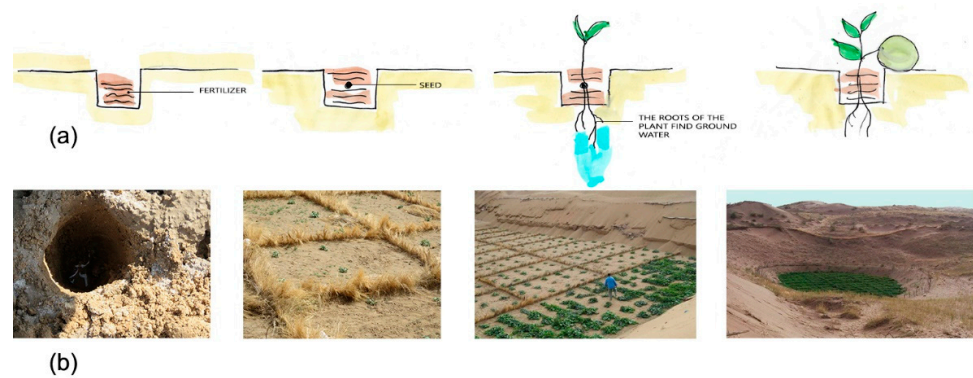 FERTILIZER
SEED
THE ROOTS OF THE
PLANT FIND GROUND
WATER
(a)
(b)